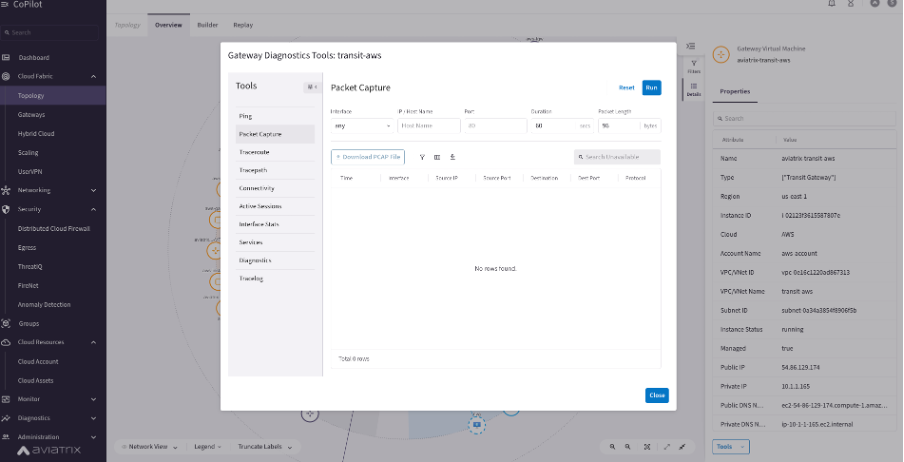 CoPilot
Search
Dashboard
Cloud Fabric
Topology
Gateways
Hybrid Cloud
Scaling
UserVPN
Networking
Security
Distributed Cloud Firewall
Egress
ThreatIQ
FireNet
Anomaly Detection
Groups
Cloud Resources
Cloud Account
Cloud Assets
Monitor
Diagnostics
Administration
aviatrix
Topology Overview Builder Replay
Gateway Diagnostics Tools: transit-aws
Tools
Ping
Packet Capture
Traceroute
Tracepath
Connectivity
Active Sessions
Interface Stats
Services
Diagnostics
Tracelog
Packet Capture Reset Run
Interface IP / Host Name Port Duration Packet Length
any Host Name 80 60 secs 96 bytes
Download PCAP File Search Unavailable
Time Interface Source IP Source Port Destination Dest Port Protocol
No rows found.
Total 0 rows
Close
Network View Legend Truncate Labels
Filters
Details
Gateway Virtual Machine
aviatrix-transit-aws
Properties
Search
Attribute Value
Name aviatrix-transit-aws
Type ["Transit Gateway"]
Region us-east-1
Instance ID i-02123f3615587807e
Cloud AWS
Account Name aws-account
VPC/VNet ID vpc-0e16c1220ad867313
VPC/VNet Name transit-aws
Subnet ID subnet-0a34a3854f8906f5b
Instance Status running
Managed true
Public IP 54.86.129.174
Private IP 10.1.1.165
Public DNS N... ec2-54-86-129-174.compute-1.amaz...
Private DNS N... ip-10-1-1-165.ec2.internal
Tools